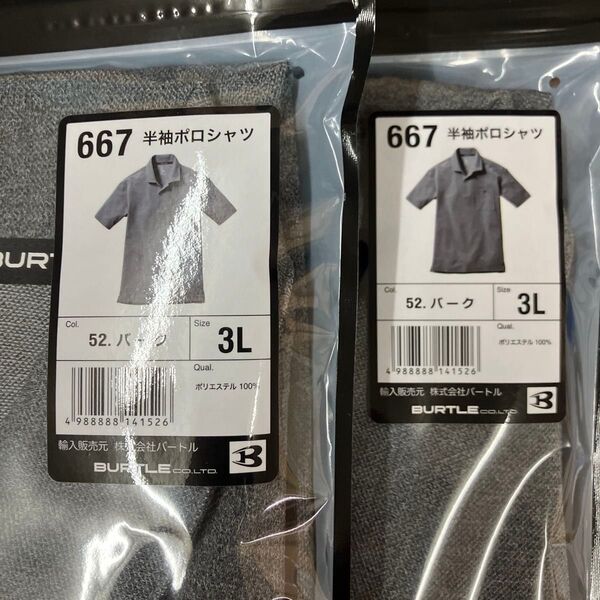 667 半袖ポロシャツ
Col.
52. パーク
Size
3L
Qual.
ポリエステル 100%
4 988888 141526
輸入販売元 株式会社バートル
BURTLE CO.LTD.
B
BURT
667 半袖ポロシャツ
Col.
52. パーク
Size
3L
Qual.
ポリエステル 100%
4 988888 141526
輸入販売元 株式会社バートル
BURTLE CO.LTD.
B